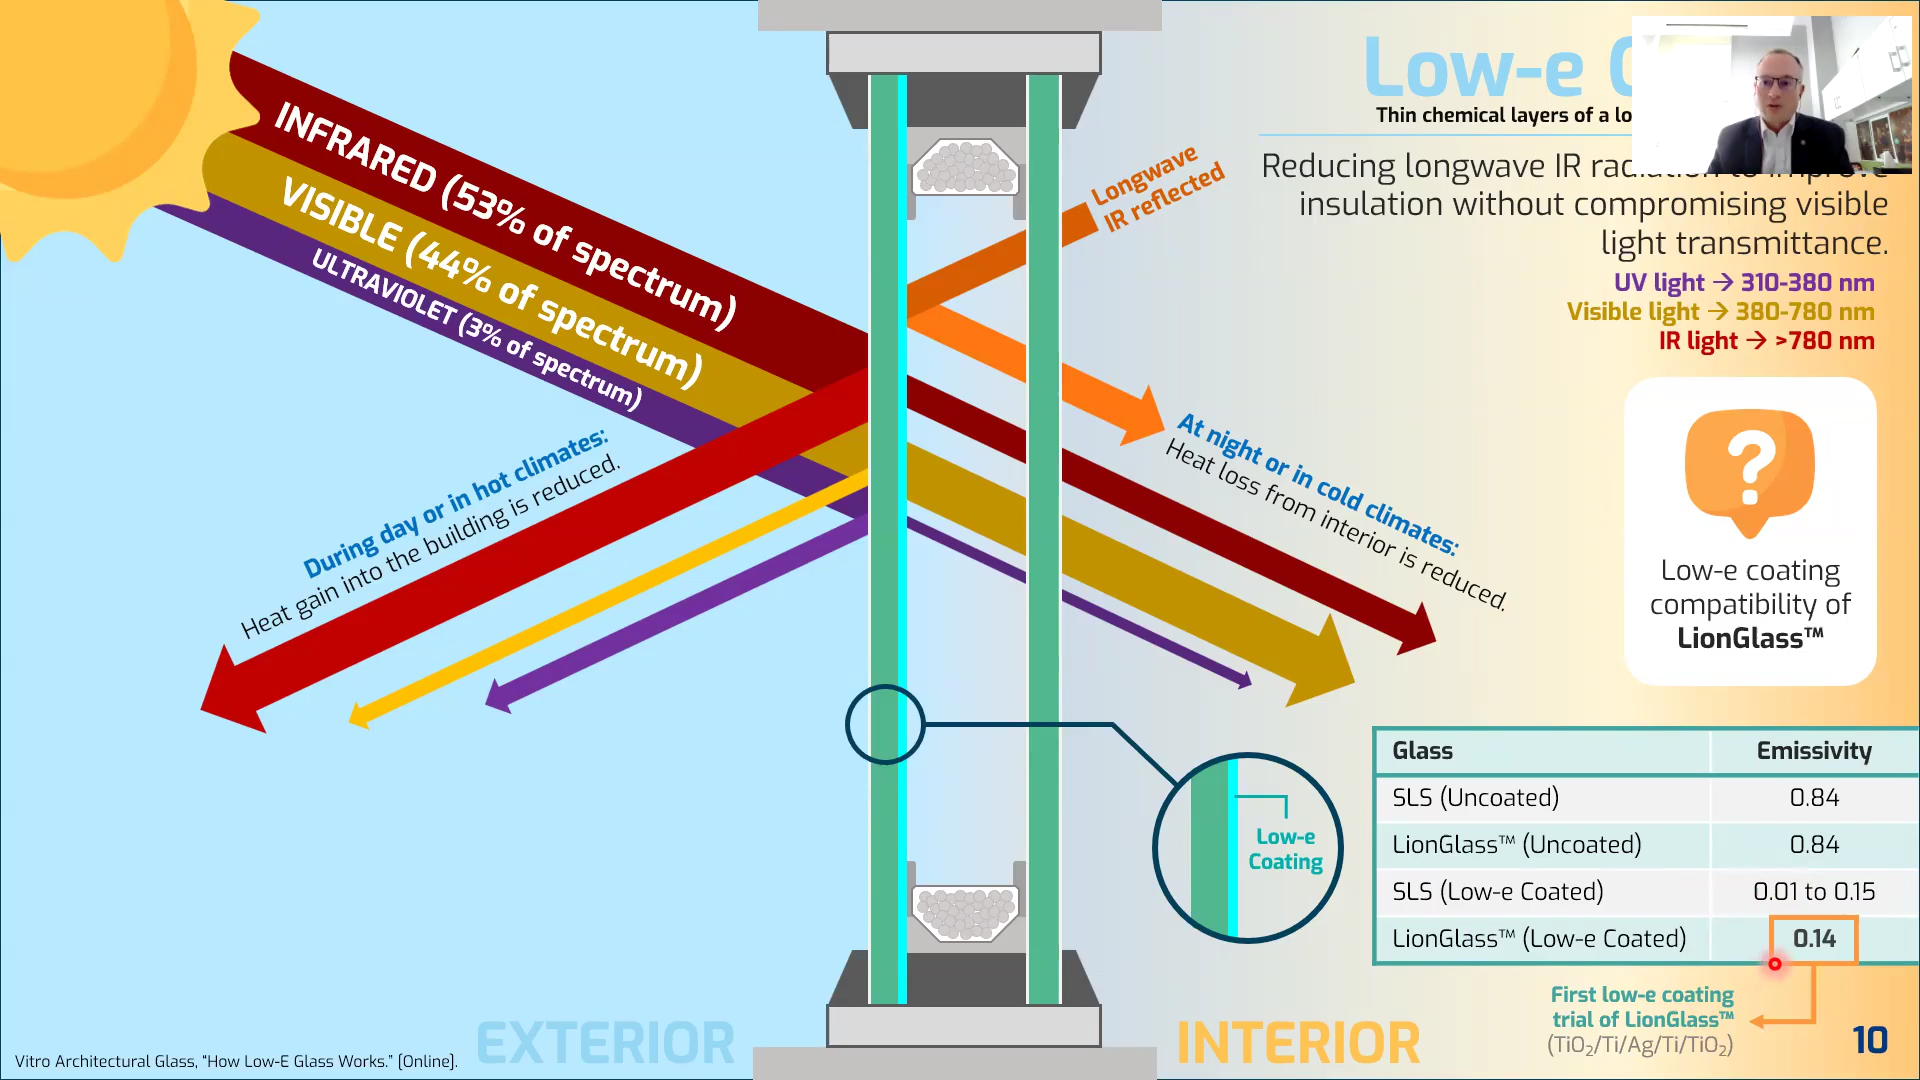 Low-e
Thin chemical layers of a lo
Reducing longwave IR radiation to improve
insulation without compromising visible
light transmittance.
UV light → 310-380 nm
Visible light → 380-780 nm
IR light → >780 nm
INFRARED (53% of spectrum)
VISIBLE (44% of spectrum)
ULTRAVIOLET (3% of spectrum)
Longwave
IR reflected
During day or in hot climates:
Heat gain into the building is reduced.
At night or in cold climates:
Heat loss from interior is reduced.
Low-e coating
compatibility of
LionGlass™
Low-e
Coating
Glass Emissivity
SLS (Uncoated) 0.84
LionGlass™ (Uncoated) 0.84
SLS (Low-e Coated) 0.01 to 0.15
LionGlass™ (Low-e Coated) 0.14
First low-e coating
trial of LionGlass™
(TiO₂/Ti/Ag/Ti/TiO₂)
EXTERIOR
INTERIOR
Vitro Architectural Glass, “How Low-E Glass Works.” [Online].
10